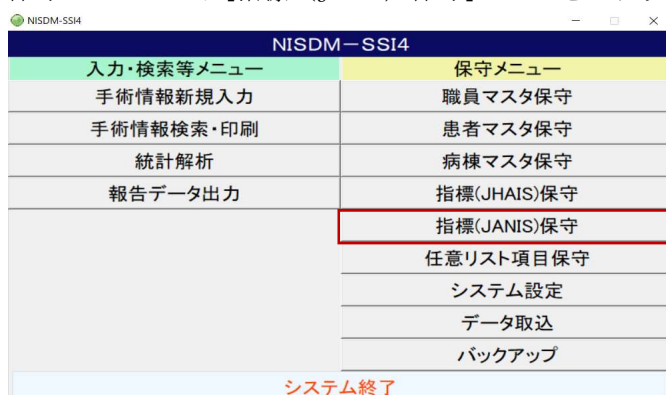 NISDM-SSI4
NISDM－SSI4
入力・検索等メニュー
保守メニュー
手術情報新規入力
職員マスタ保守
手術情報検索・印刷
患者マスタ保守
統計解析
病棟マスタ保守
報告データ出力
指標(JHAIS)保守
指標(JANIS)保守
任意リスト項目保守
システム設定
データ取込
バックアップ
システム終了